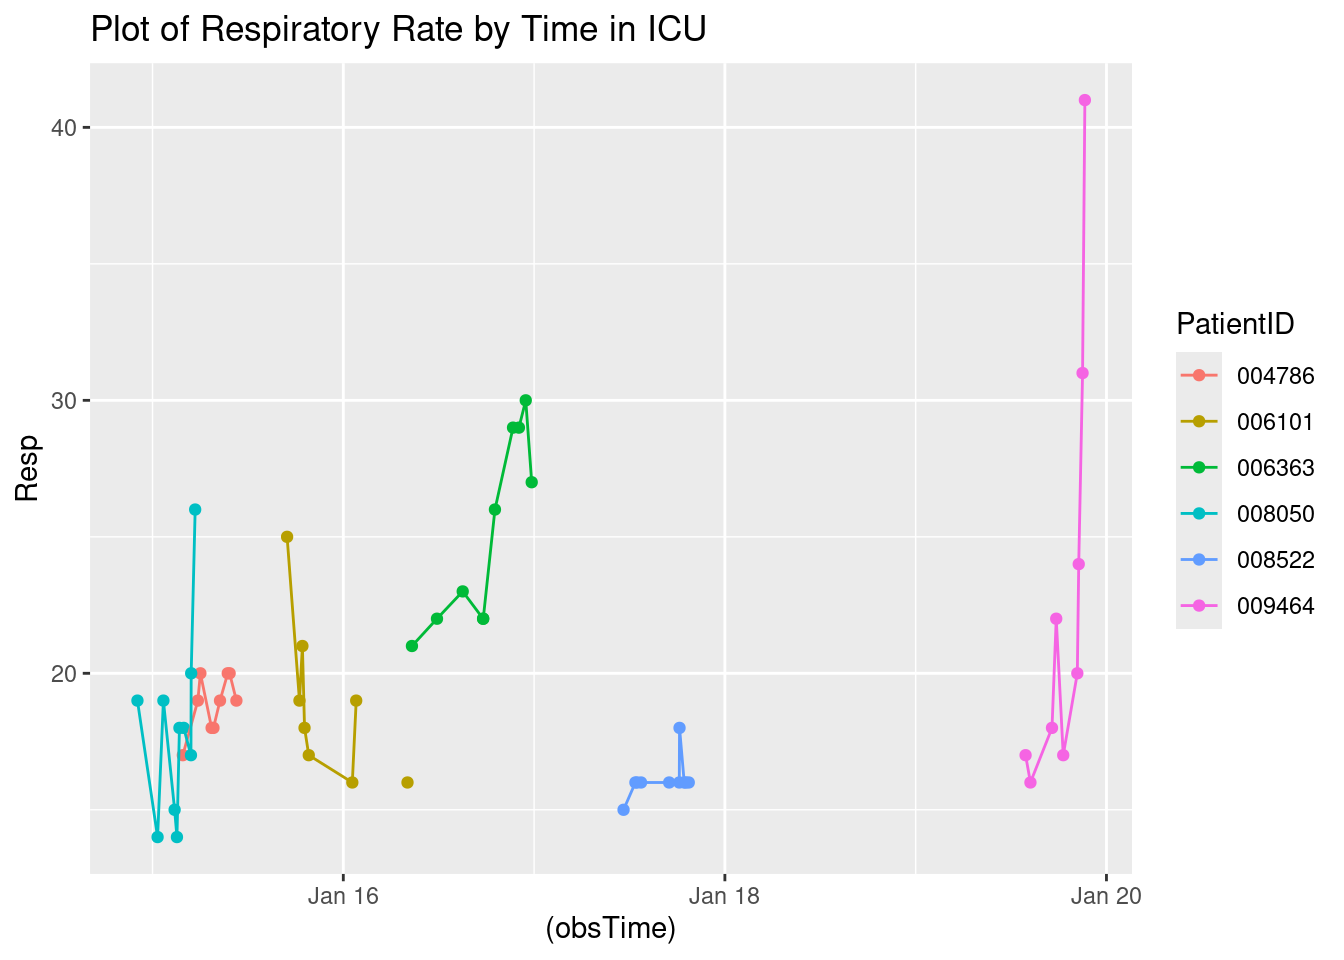 Plot of Respiratory Rate by Time in ICU
40
30
20
Resp
Jan 16
Jan 18
Jan 20
(obsTime)
PatientID
004786
006101
006363
008050
008522
009464